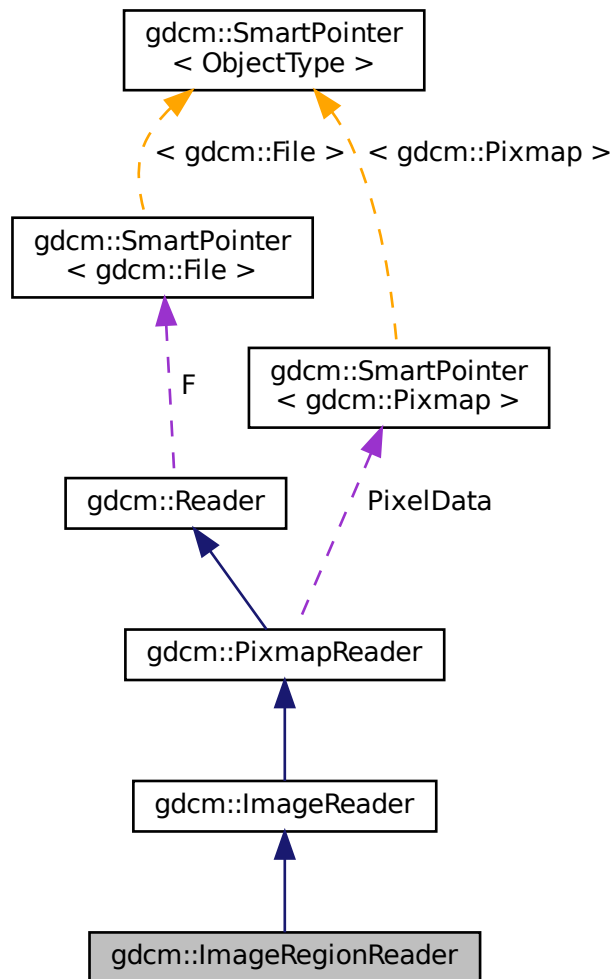 gdcm::SmartPointer
< ObjectType >
< gdcm::File >
< gdcm::Pixmap >
gdcm::SmartPointer
< gdcm::File >
gdcm::SmartPointer
< gdcm::Pixmap >
F
gdcm::Reader
PixelData
gdcm::PixmapReader
gdcm::ImageReader
gdcm::ImageRegionReader